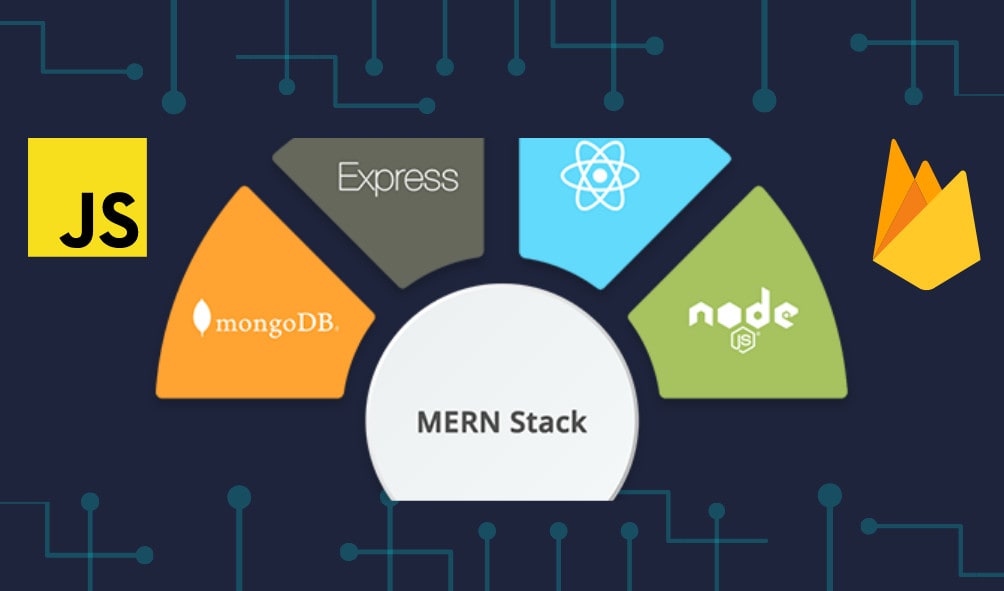 JS
Express
mongoDB
node
JS
MERN Stack